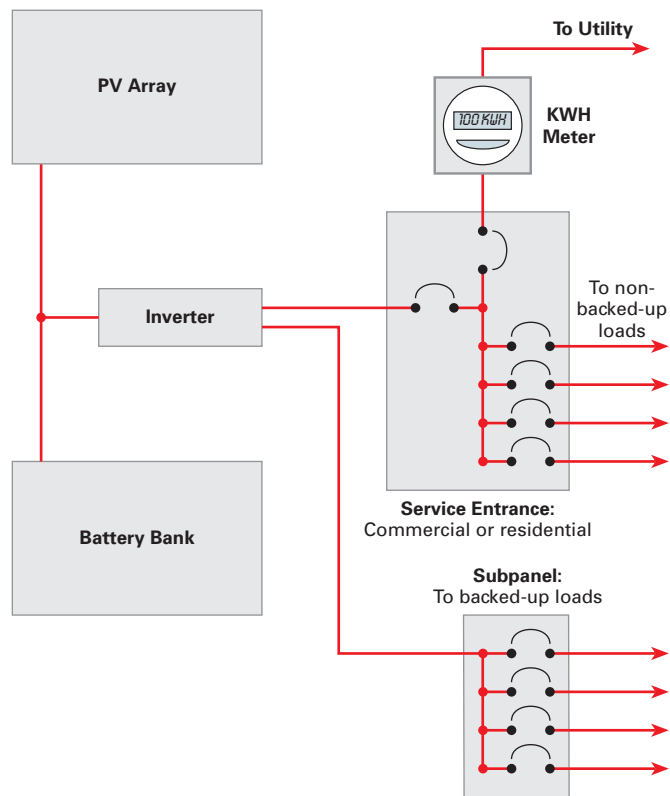 To Utility
PV Array
100 KWH
KWH
Meter
Inverter
To non-
backed-up
loads
Battery Bank
Service Entrance:
Commercial or residential
Subpanel:
To backed-up loads